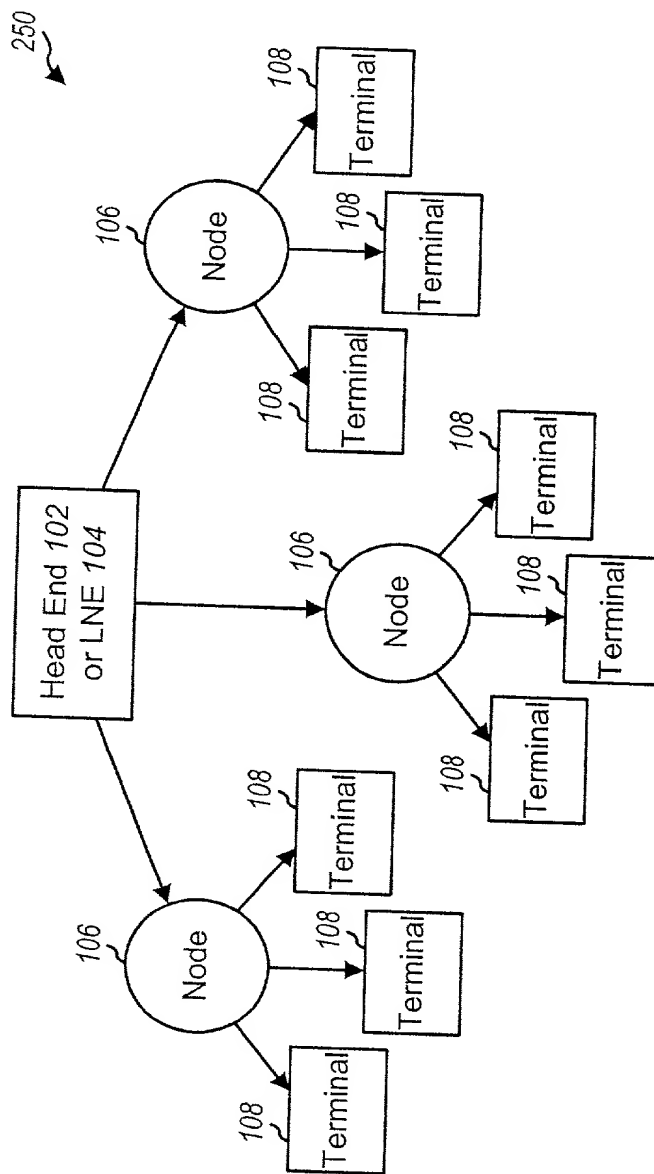 250
Head End 102
or LNE 104
106
Node
108
Terminal
108
Terminal
108
Terminal
106
Node
108
Terminal
108
Terminal
108
Terminal
106
Node
108
Terminal
108
Terminal
108
Terminal